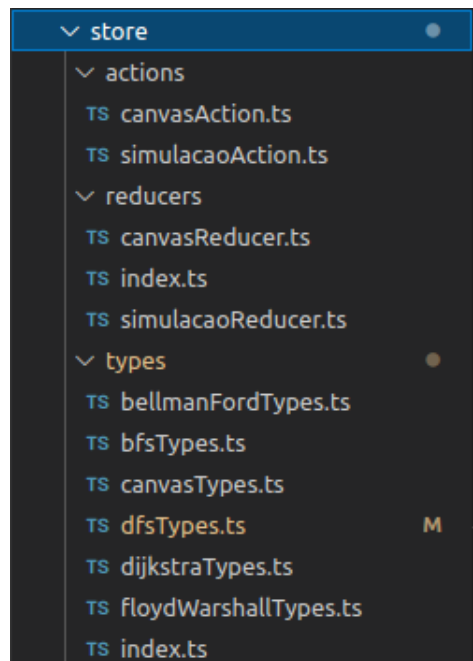 store
actions
TS canvasAction.ts
TS simulacaoAction.ts
reducers
TS canvasReducer.ts
TS index.ts
TS simulacaoReducer.ts
types
TS bellmanFordTypes.ts
TS bfsTypes.ts
TS canvasTypes.ts
TS dfsTypes.ts M
TS dijkstraTypes.ts
TS floydWarshallTypes.ts
TS index.ts